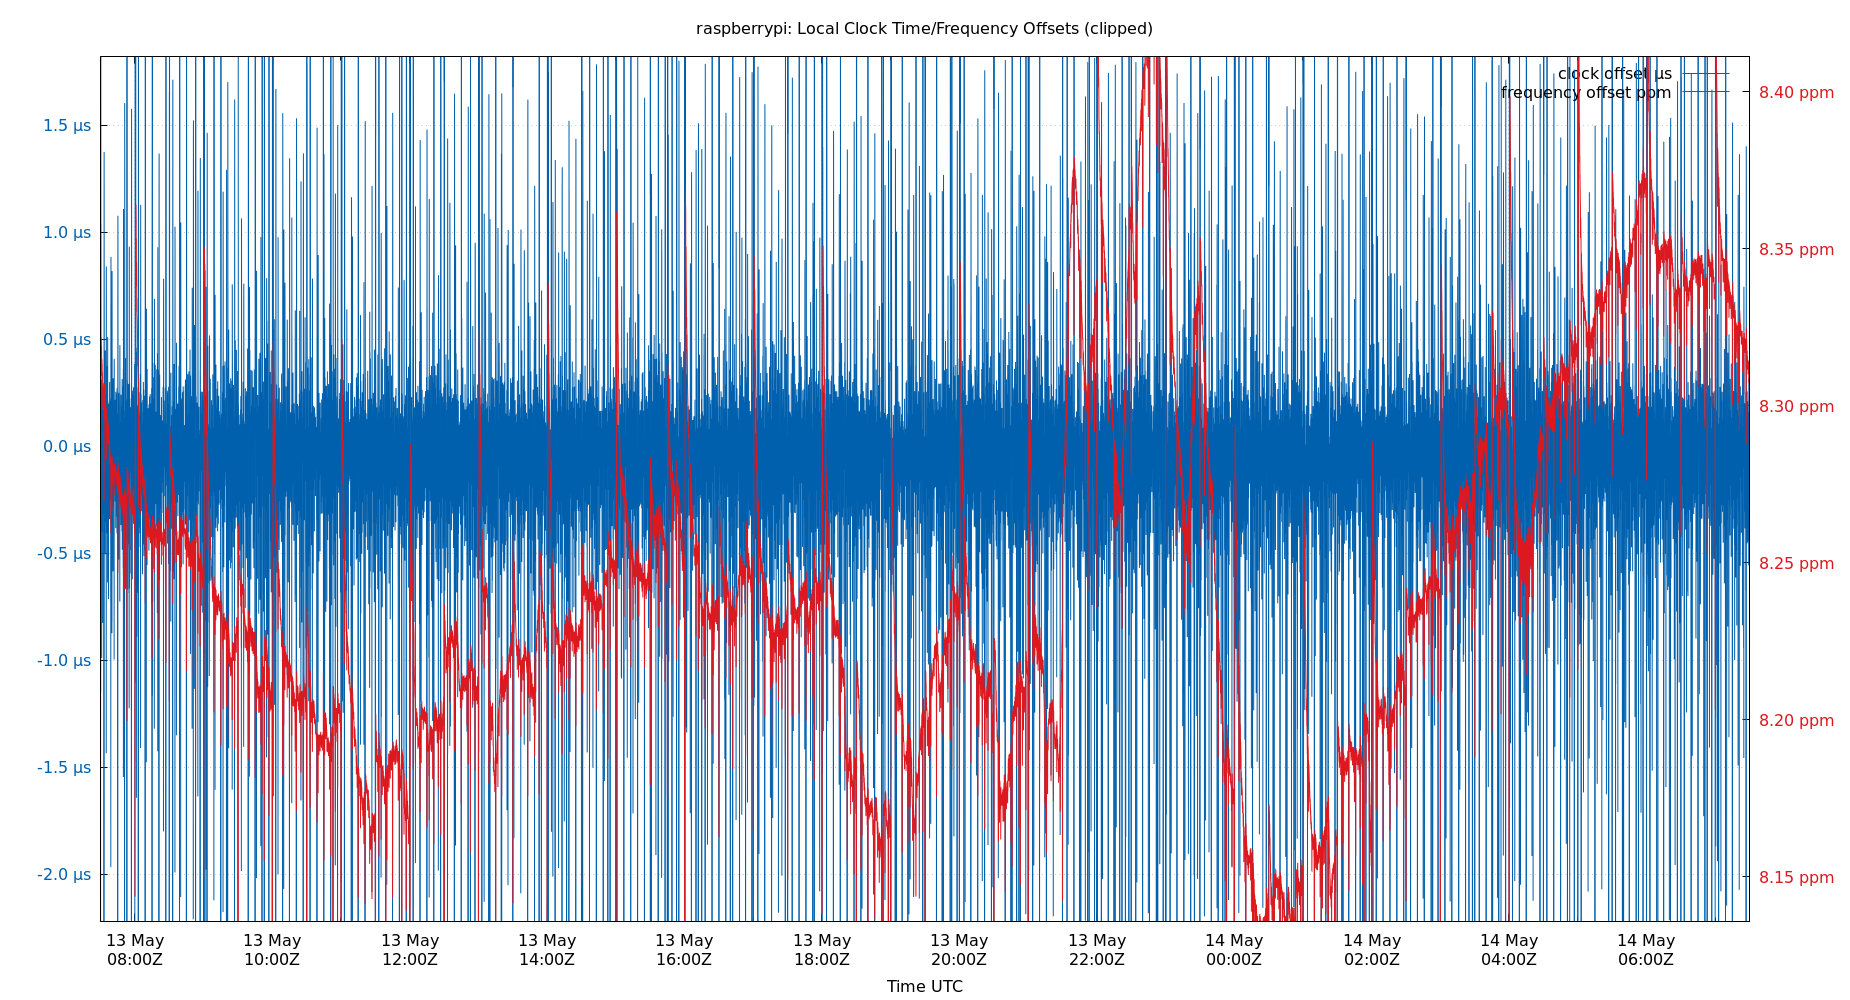 raspberrypi: Local Clock Time/Frequency Offsets (clipped)
clock offset µs
frequency offset ppm
1.5 µs
1.0 µs
0.5 µs
0.0 µs
-0.5 µs
-1.0 µs
-1.5 µs
-2.0 µs
8.40 ppm
8.35 ppm
8.30 ppm
8.25 ppm
8.20 ppm
8.15 ppm
13 May 13 May 13 May 13 May 13 May 13 May 13 May 13 May 14 May 14 May 14 May 14 May
08:00Z 10:00Z 12:00Z 14:00Z 16:00Z 18:00Z 20:00Z 22:00Z 00:00Z 02:00Z 04:00Z 06:00Z
Time UTC